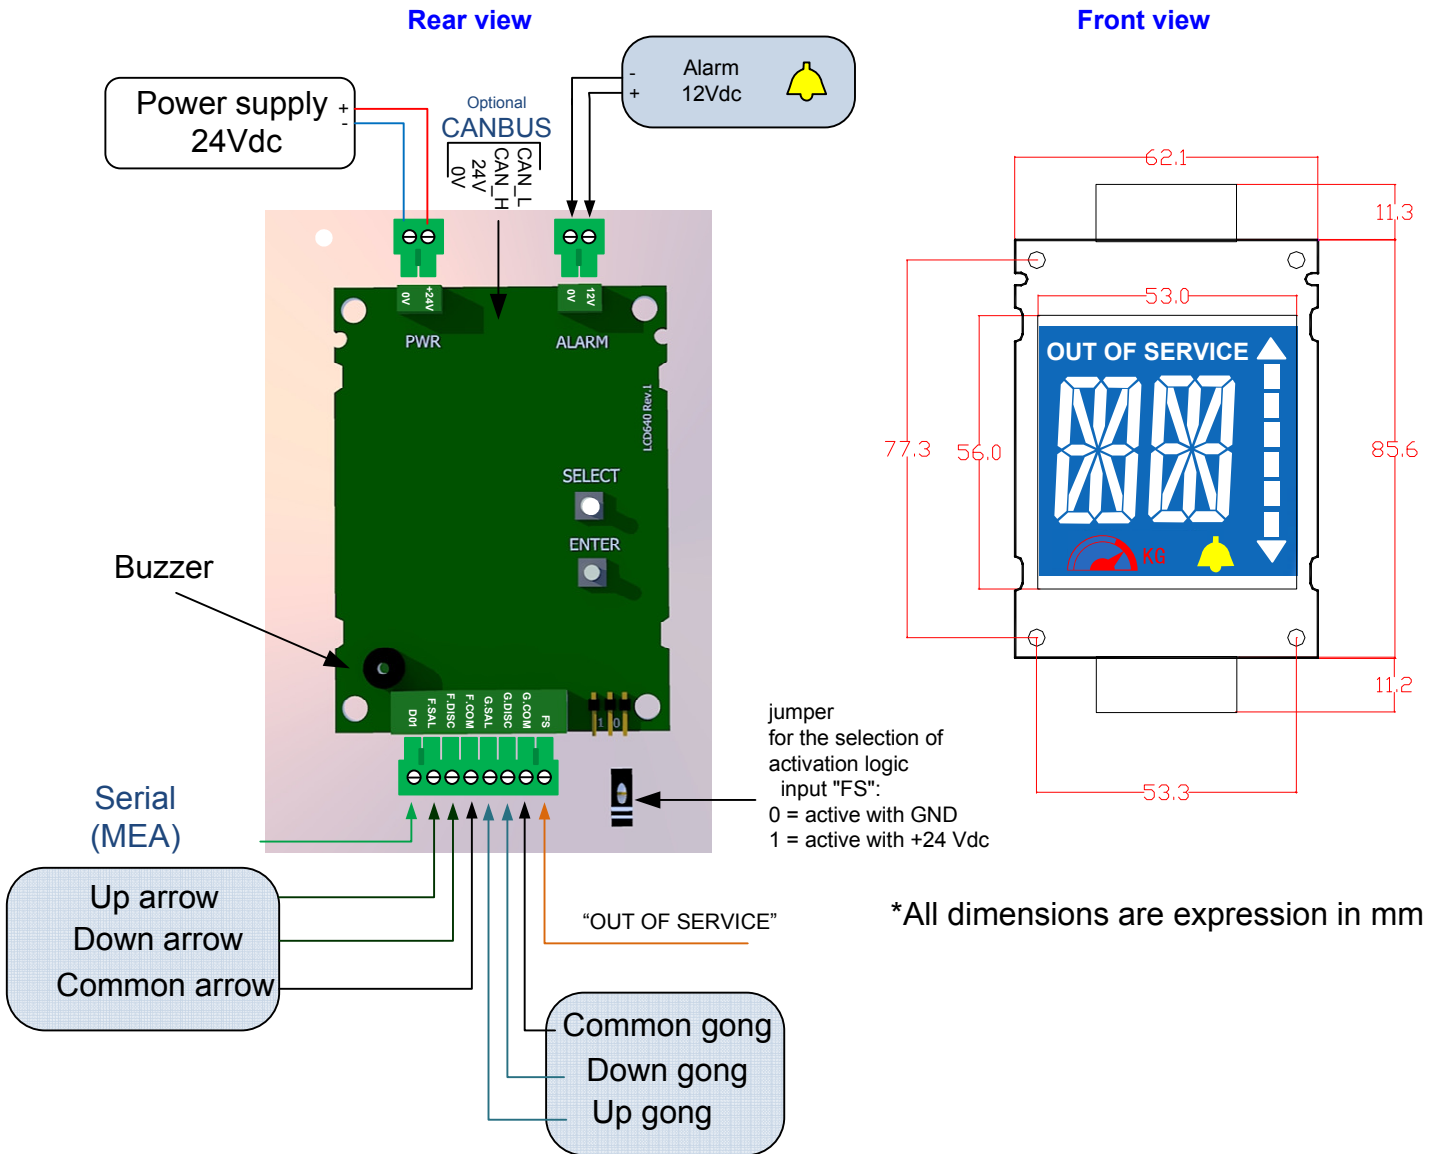 Rear view
Front view
Power supply
24Vdc
+
-
Optional
CANBUS
CAN_L
CAN_H
24V
0V
-
+
Alarm
12Vdc
0V
+24V
PWR
0V
12V
ALARM
LCD640 Rev.1
SELECT
ENTER
Buzzer
D01
F.SAL
F.DISC
F.COM
G.SAL
G.DISC
G.COM
FS
1 0
jumper
for the selection of
activation logic
input "FS":
0 = active with GND
1 = active with +24 Vdc
Serial
(MEA)
Up arrow
Down arrow
Common arrow
“OUT OF SERVICE”
Common gong
Down gong
Up gong
62.1
11.3
53.0
OUT OF SERVICE
77.3
56.0
85.6
KG
11.2
53.3
*All dimensions are expression in mm